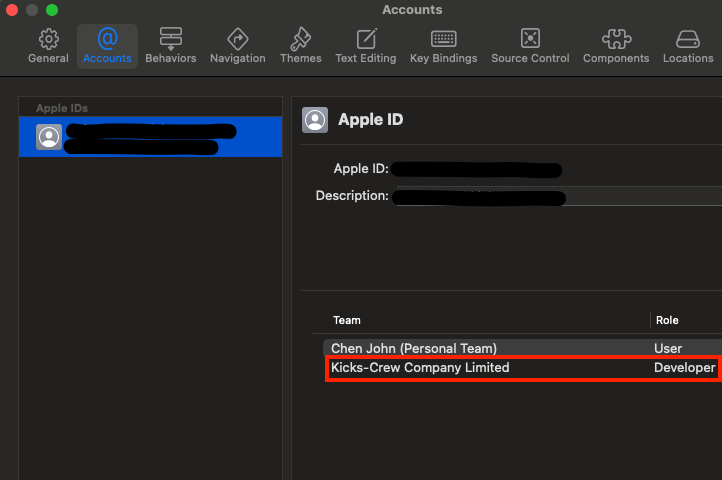 Accounts
General Accounts Behaviors Navigation Themes Text Editing Key Bindings Source Control Components Locations
Apple IDs
Apple ID
Apple ID:
Description:
Team Role
Chen John (Personal Team) User
Kicks-Crew Company Limited Developer